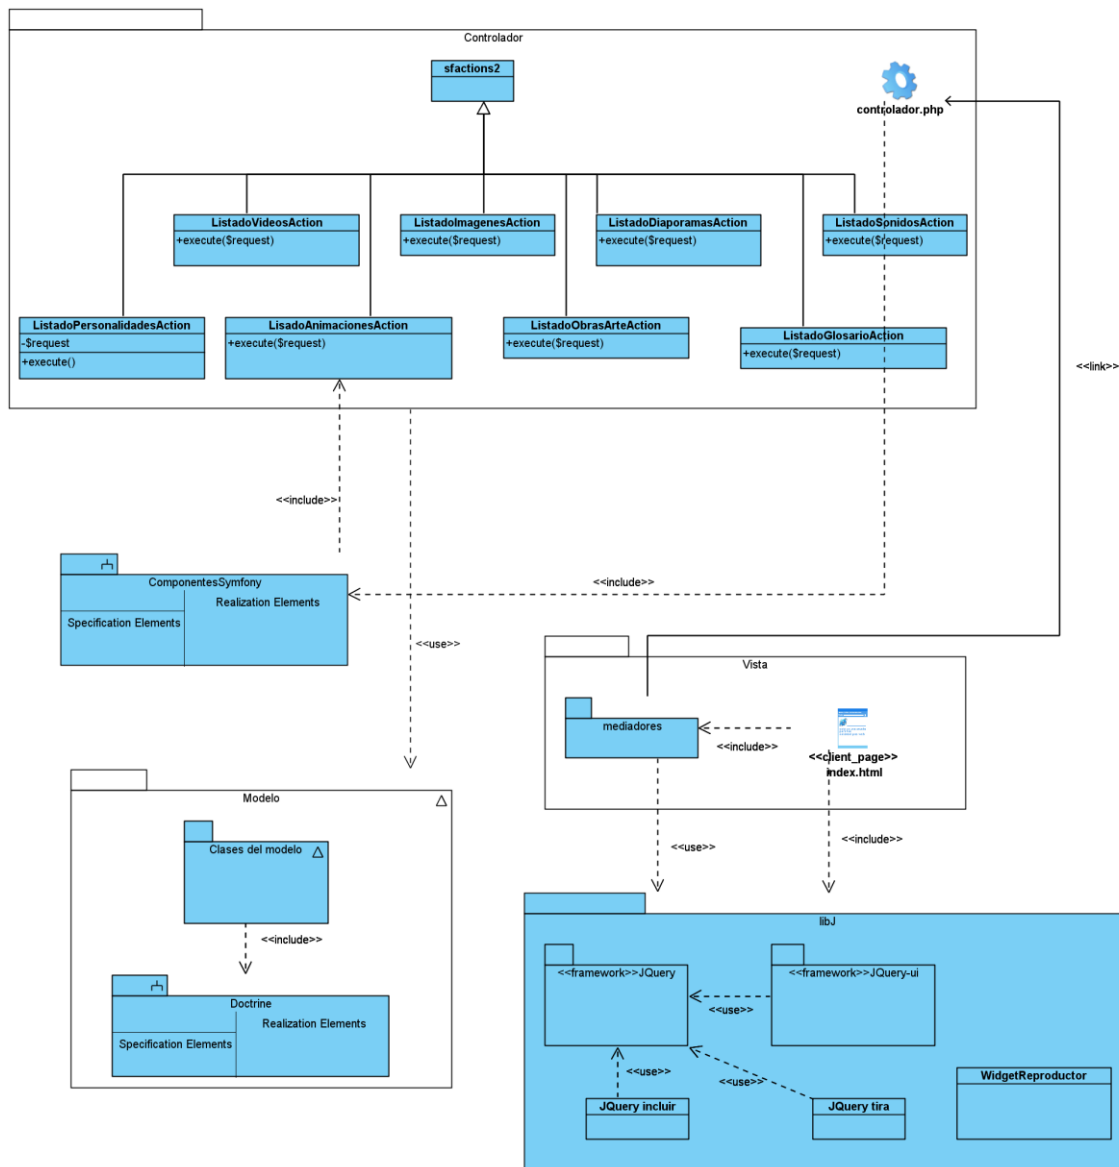 Controlador
sfactions2
controlador.php
ListadoVideosAction
+execute($request)
ListadoImagenesAction
+execute($request)
ListadoDiaporamasAction
+execute($request)
ListadoSonidosAction
+execute($request)
ListadoPersonalidadesAction
-$request
+execute()
LisadoAnimacionesAction
+execute($request)
ListadoObrasArteAction
+execute($request)
ListadoGlosarioAction
+execute($request)
<<link>>
<<include>>
ComponentesSymfony
Realization Elements
Specification Elements
<<include>>
<<use>>
Vista
mediadores
<<include>>
<<client_page>>
index.html
Modelo
Clases del modelo
<<include>>
Doctrine
Realization Elements
Specification Elements
<<use>>
<<include>>
libJ
<<framework>>JQuery
<<framework>>JQuery-ui
<<use>>
<<use>>
<<use>>
JQuery incluir
JQuery tira
WidgetReproductor